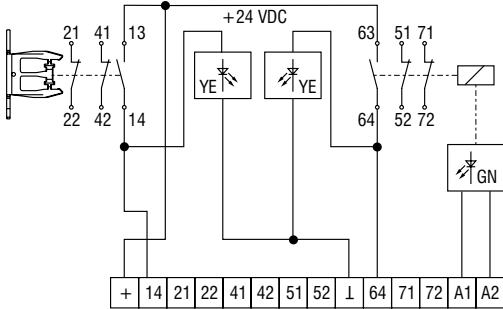 +24 VDC
21 41 13 63 51 71
YE YE
22 42 14 64 52 72
GN
+ 14 21 22 41 42 51 52 ⊥ 64 71 72 A1 A2